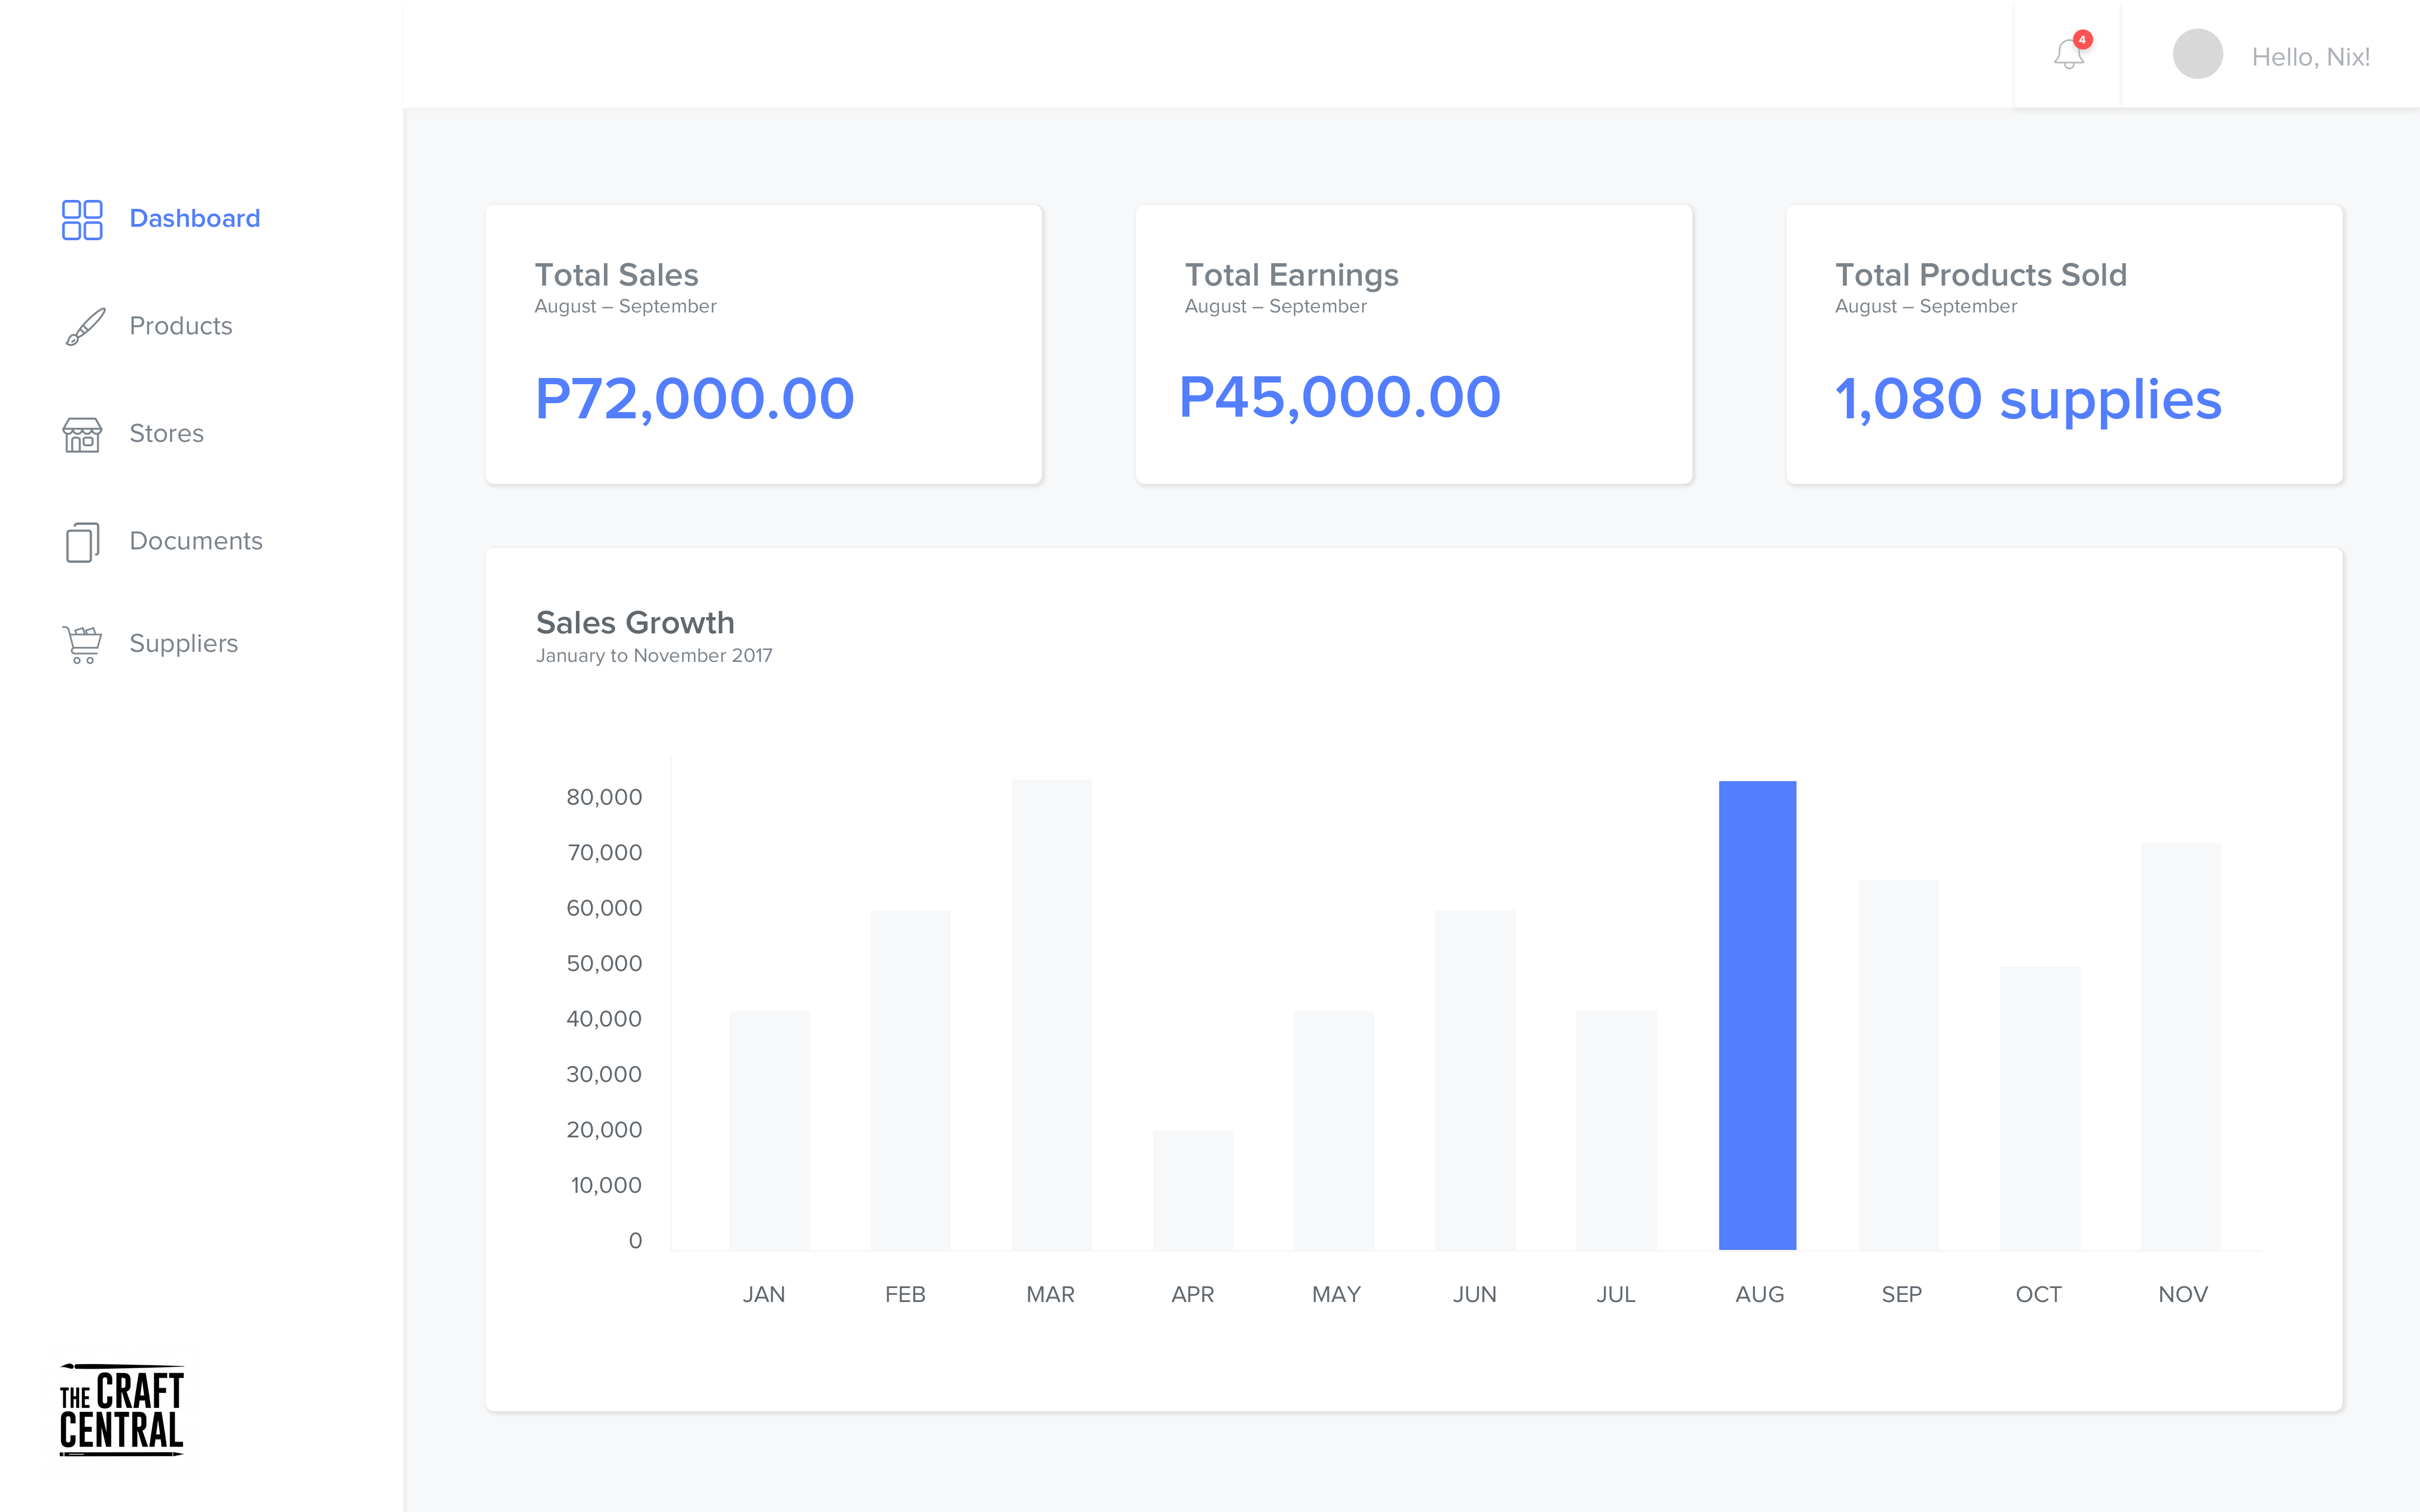 4
Hello, Nix!
Dashboard
Products
Stores
Documents
Suppliers
THE CRAFT
CENTRAL
Total Sales
August – September
P72,000.00
Total Earnings
August – September
P45,000.00
Total Products Sold
August – September
1,080 supplies
Sales Growth
January to November 2017
80,000
70,000
60,000
50,000
40,000
30,000
20,000
10,000
0
JAN FEB MAR APR MAY JUN JUL AUG SEP OCT NOV